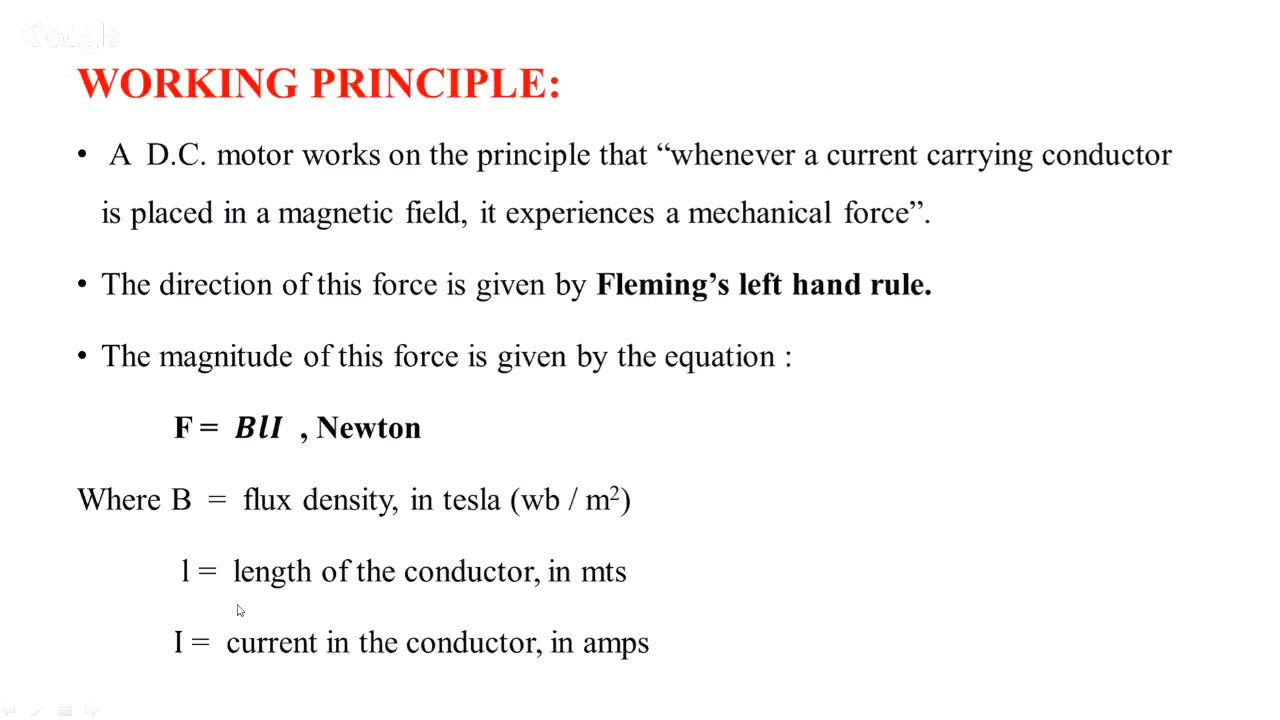 Google
WORKING PRINCIPLE:
• A D.C. motor works on the principle that “whenever a current carrying conductor
is placed in a magnetic field, it experiences a mechanical force”.
• The direction of this force is given by Fleming’s left hand rule.
• The magnitude of this force is given by the equation :
F = BlI , Newton
Where B = flux density, in tesla (wb / m²)
l = length of the conductor, in mts
I = current in the conductor, in amps